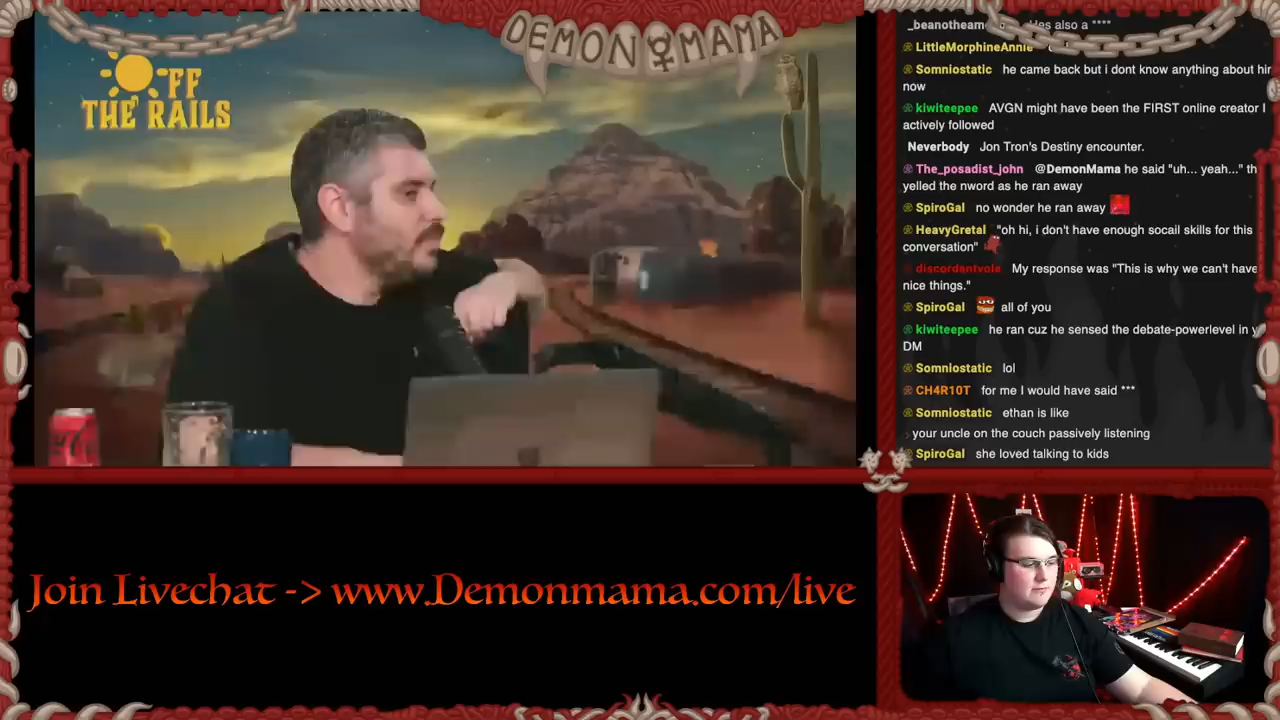 OFF
THE RAILS
DEMON MAMA
es also a ****
LittleMorphineAnnie
Somniostatic he came back but i dont know anything about
now
kiwiteepee AVGN might have been the FIRST online creator I
actively followed
Neverbody Jon Tron's Destiny encounter.
The_posadist_john @DemonMama he said "uh... yeah..."
yelled the nword as he ran away
SpiroGal no wonder he ran away
HeavyGretal "oh hi, i don't have enough socail skills for this
conversation"
discordantvole My response was "This is why we can't have
nice things."
SpiroGal all of you
kiwiteepee he ran cuz he sensed the debate-powerlevel in
DM
Somniostatic lol
CH4R10T for me I would have said ***
Somniostatic ethan is like
your uncle on the couch passively listening
SpiroGal she loved talking to kids
Join Livechat -> www.Demonmama.com/live